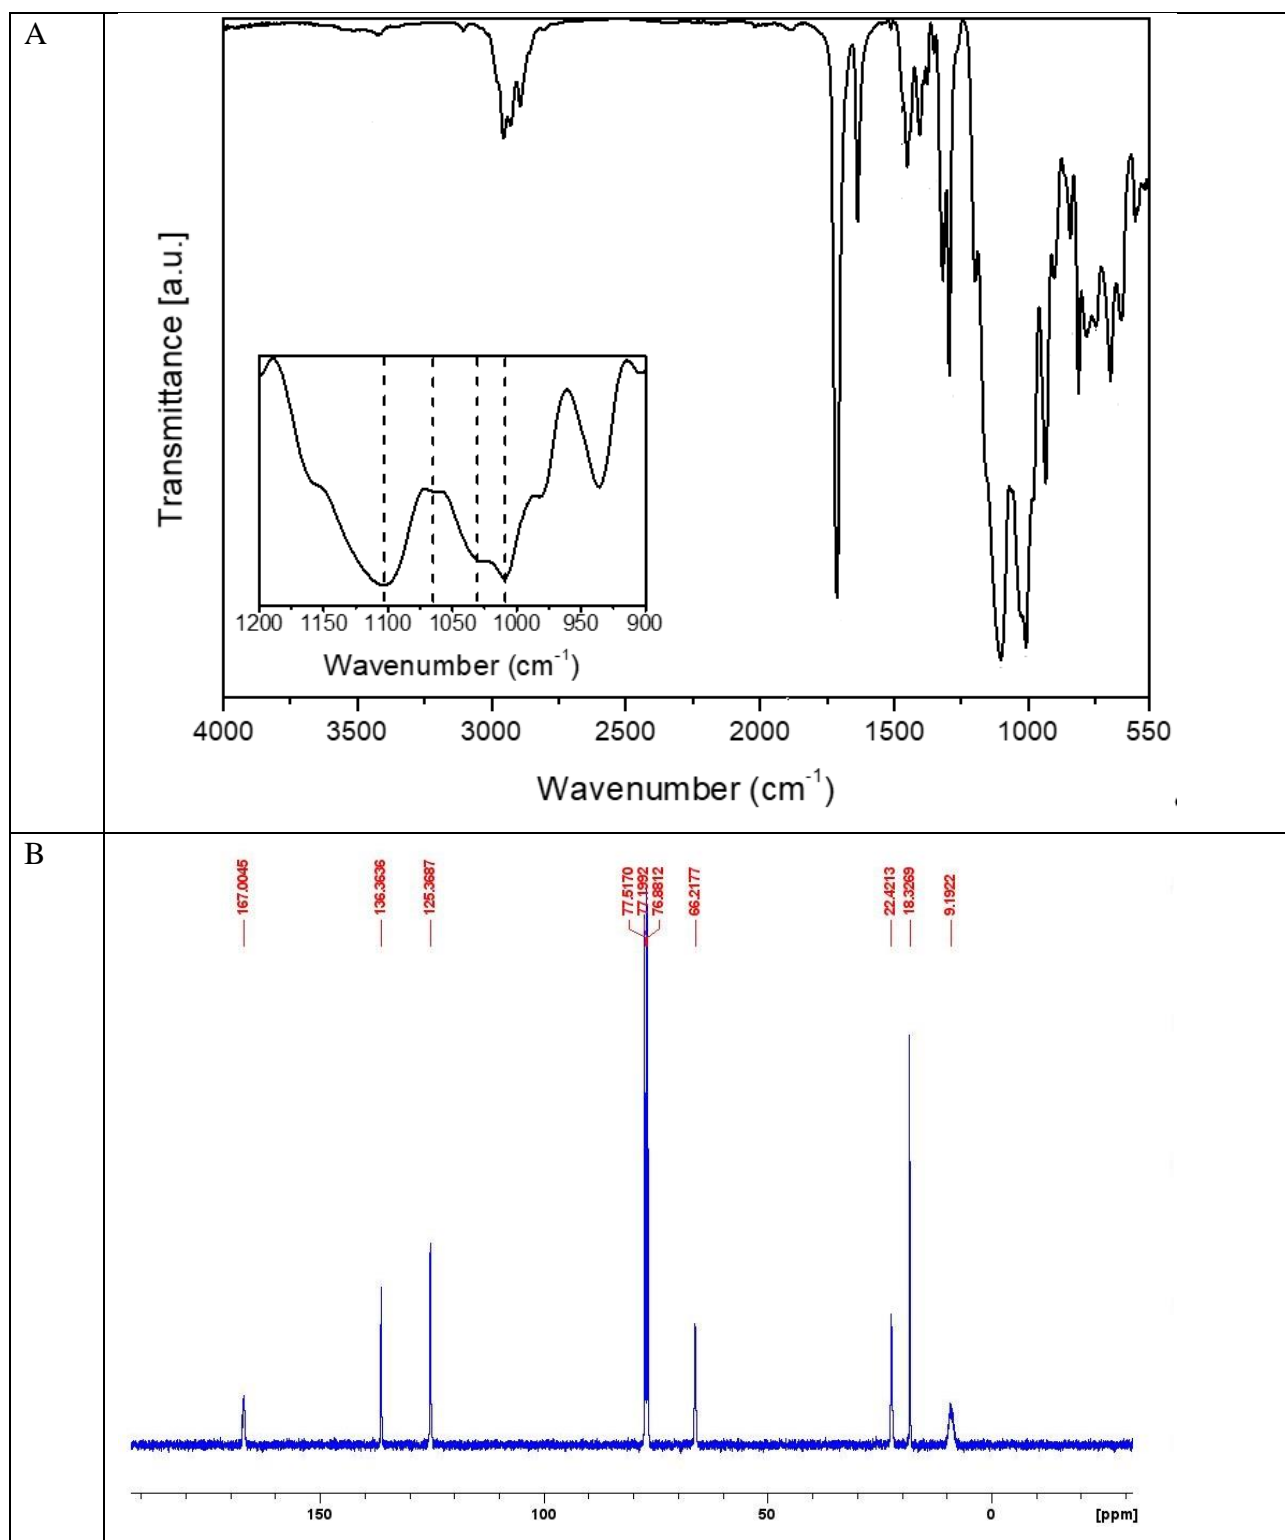 A
Transmittance [a.u.]
1200 1150 1100 1050 1000 950 900
Wavenumber (cm-1)
4000 3500 3000 2500 2000 1500 1000 550
Wavenumber (cm-1)
B
167.0045
136.3636
125.3687
77.5170
77.1992
76.8812
66.2177
22.4213
18.3269
9.1922
150 100 50 0 [ppm]